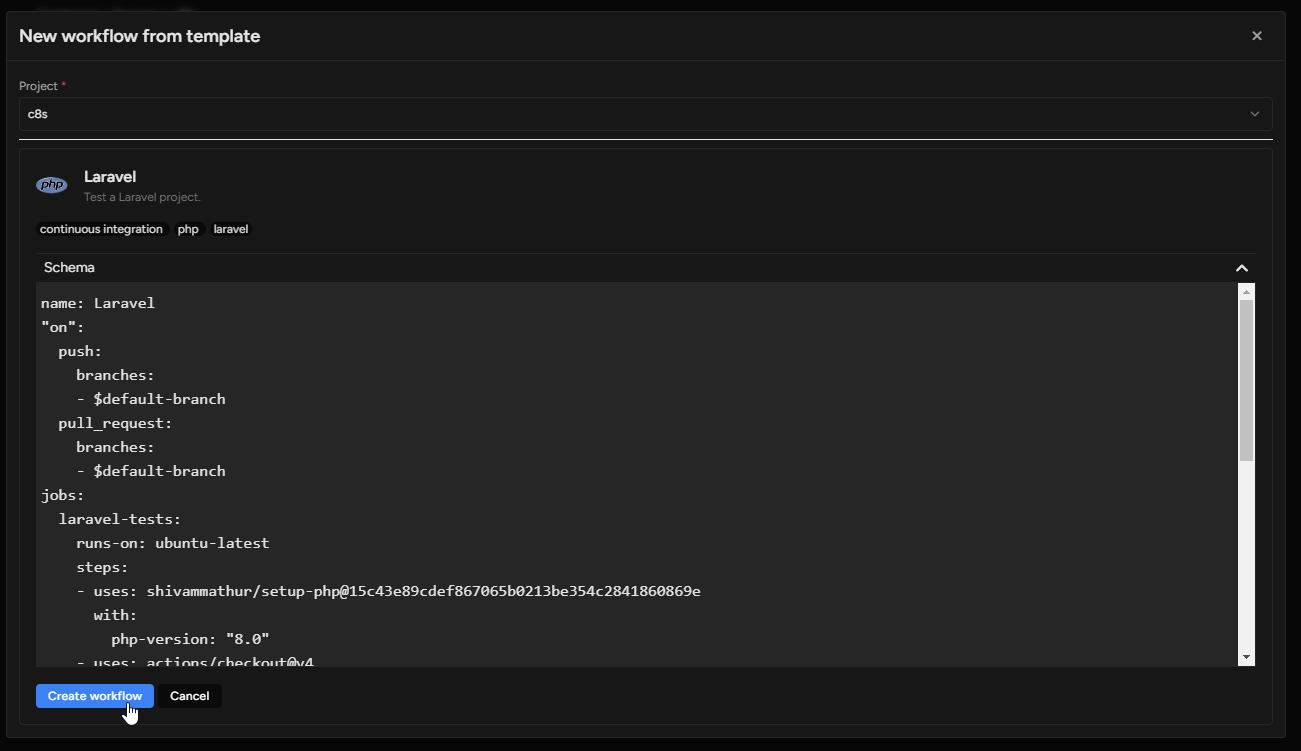 New workflow from template
Project *
c8s
php
Laravel
Test a Laravel project.
continuous integration php laravel
Schema
name: Laravel
"on":
  push:
    branches:
    - $default-branch
  pull_request:
    branches:
    - $default-branch
jobs:
  laravel-tests:
    runs-on: ubuntu-latest
    steps:
    - uses: shivammathur/setup-php@15c43e89cdef867065b0213be354c2841860869e
      with:
        php-version: "8.0"
    - uses: actions/checkout@v4
Create workflow Cancel